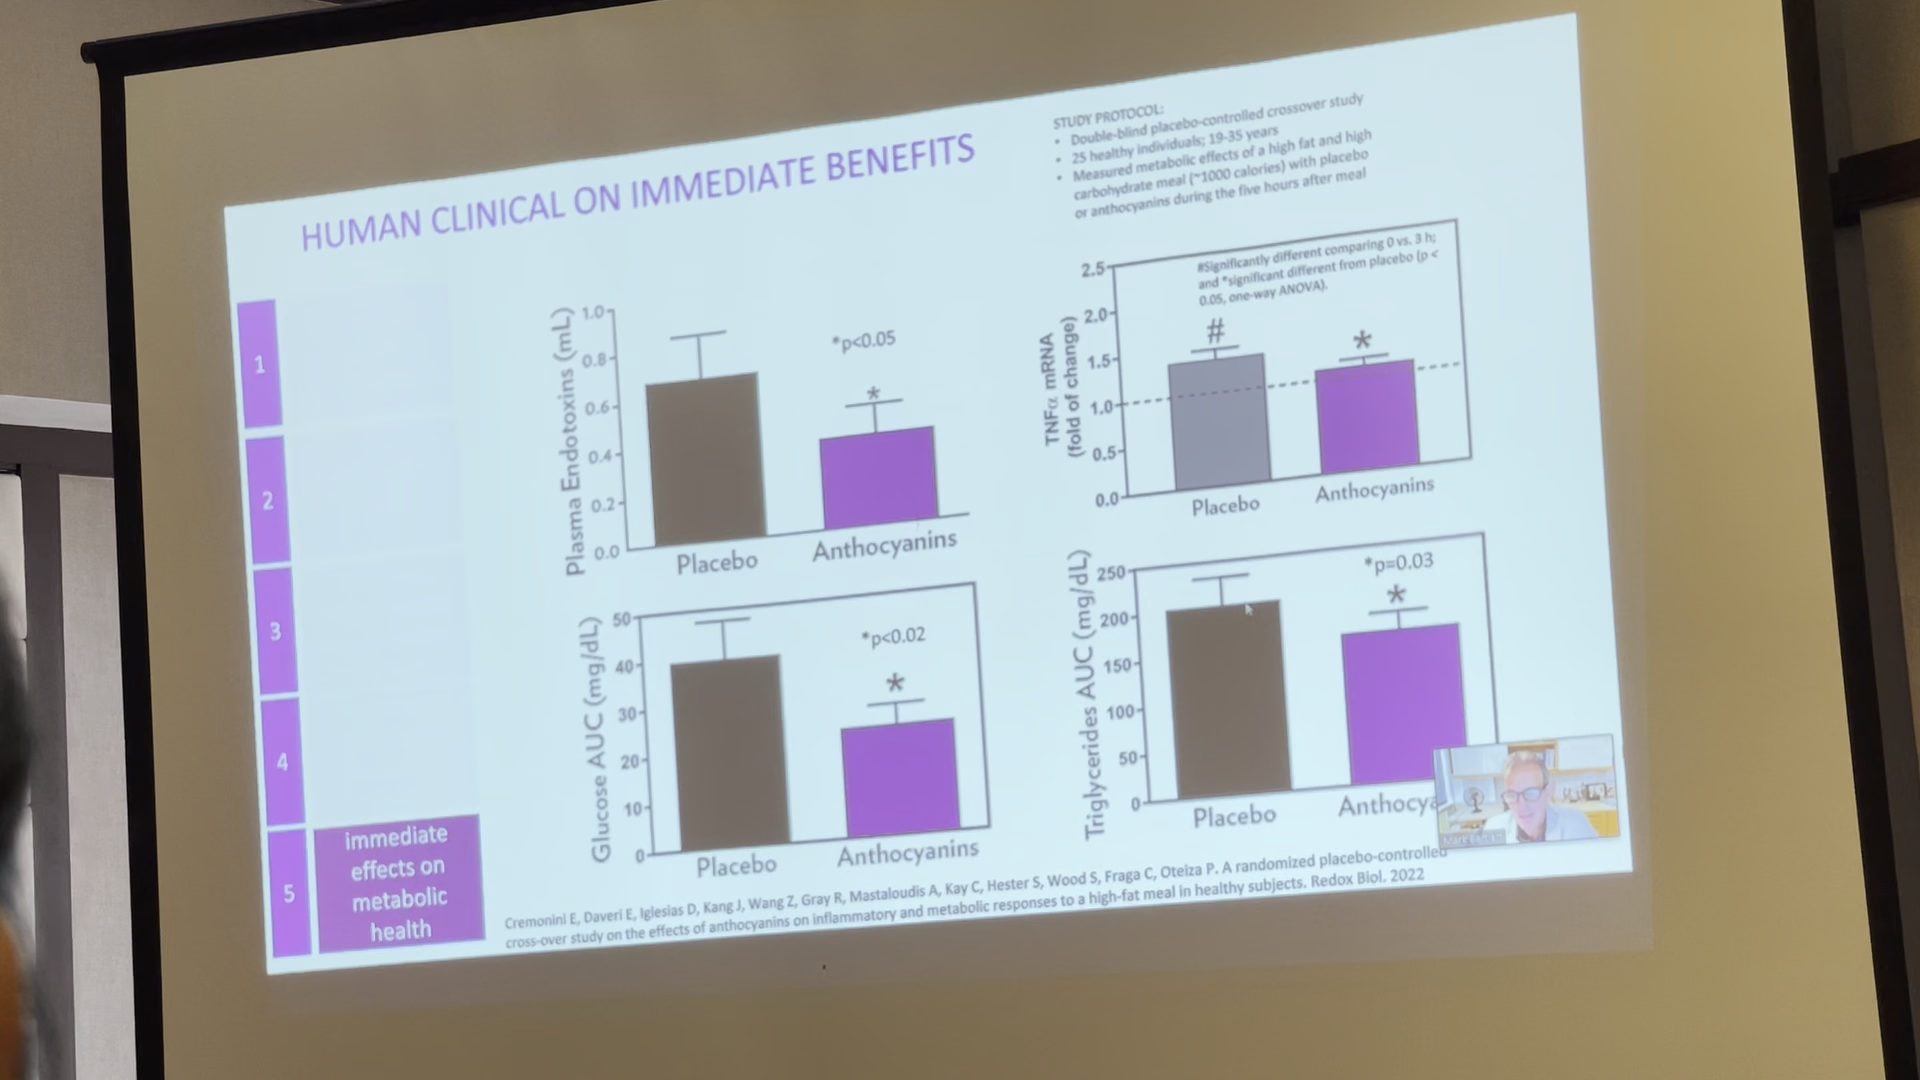 HUMAN CLINICAL ON IMMEDIATE BENEFITS
STUDY PROTOCOL:
• Double-blind placebo-controlled crossover study
• 25 healthy individuals; 19-35 years
• Measured metabolic effects of a high fat and high
carbohydrate meal (~1000 calories) with placebo
or anthocyanins during the five hours after meal
1
2
3
4
5
immediate
effects on
metabolic
health
Plasma Endotoxins (mL)
1.0
0.8
0.6
0.4
0.2
0.0
*p<0.05
*
Placebo
Anthocyanins
TNFα mRNA
(fold of change)
2.5
2.0
1.5
1.0
0.5
0.0
#Significantly different comparing 0 vs. 3 h;
and *significant different from placebo (p <
0.05, one-way ANOVA).
#
*
Placebo
Anthocyanins
Glucose AUC (mg/dL)
50
40
30
20
10
0
*p<0.02
*
Placebo
Anthocyanins
Triglycerides AUC (mg/dL)
250
200
150
100
50
0
*p=0.03
*
Placebo
Anthocya
Cremonini E, Daveri E, Iglesias D, Kang J, Wang Z, Gray R, Mastaloudis A, Kay C, Hester S, Wood S, Fraga C, Oteiza P. A randomized placebo-controlled
cross-over study on the effects of anthocyanins on inflammatory and metabolic responses to a high-fat meal in healthy subjects. Redox Biol. 2022